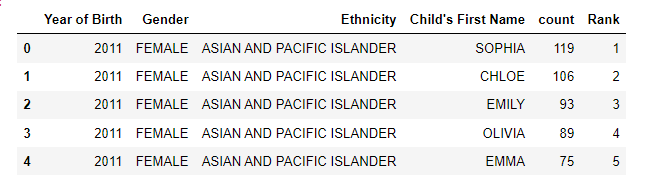 Year of Birth Gender Ethnicity Child's First Name count Rank
0 2011 FEMALE ASIAN AND PACIFIC ISLANDER SOPHIA 119 1
1 2011 FEMALE ASIAN AND PACIFIC ISLANDER CHLOE 106 2
2 2011 FEMALE ASIAN AND PACIFIC ISLANDER EMILY 93 3
3 2011 FEMALE ASIAN AND PACIFIC ISLANDER OLIVIA 89 4
4 2011 FEMALE ASIAN AND PACIFIC ISLANDER EMMA 75 5